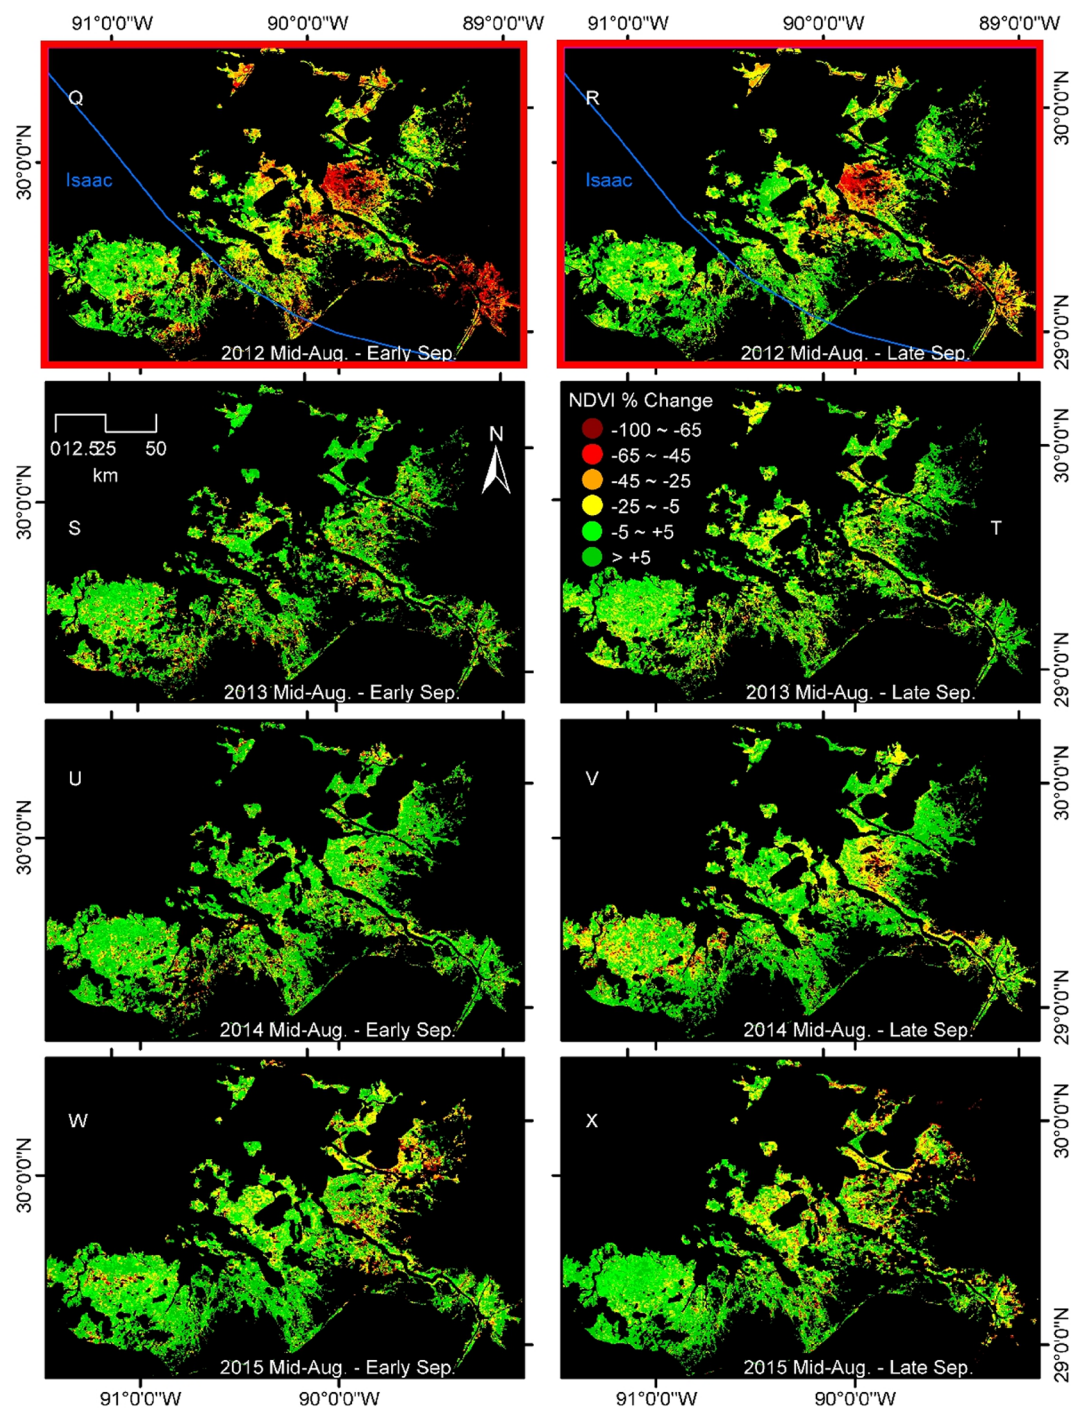 91°0'0"W 90°0'0"W 89°0'0"W 91°0'0"W 90°0'0"W 89°0'0"W
30°0'0"N
Q
Isaac
2012 Mid-Aug. - Early Sep.
R
Isaac
2012 Mid-Aug. - Late Sep.
30°0'0"N
29°0'0"N
30°0'0"N
012.525 50
km
N
S
2013 Mid-Aug. - Early Sep.
NDVI % Change
-100 ~ -65
-65 ~ -45
-45 ~ -25
-25 ~ -5
-5 ~ +5
> +5
T
2013 Mid-Aug. - Late Sep.
30°0'0"N
29°0'0"N
30°0'0"N
U
2014 Mid-Aug. - Early Sep.
V
2014 Mid-Aug. - Late Sep.
30°0'0"N
29°0'0"N
30°0'0"N
W
2015 Mid-Aug. - Early Sep.
X
2015 Mid-Aug. - Late Sep.
30°0'0"N
29°0'0"N
91°0'0"W 90°0'0"W 91°0'0"W 90°0'0"W